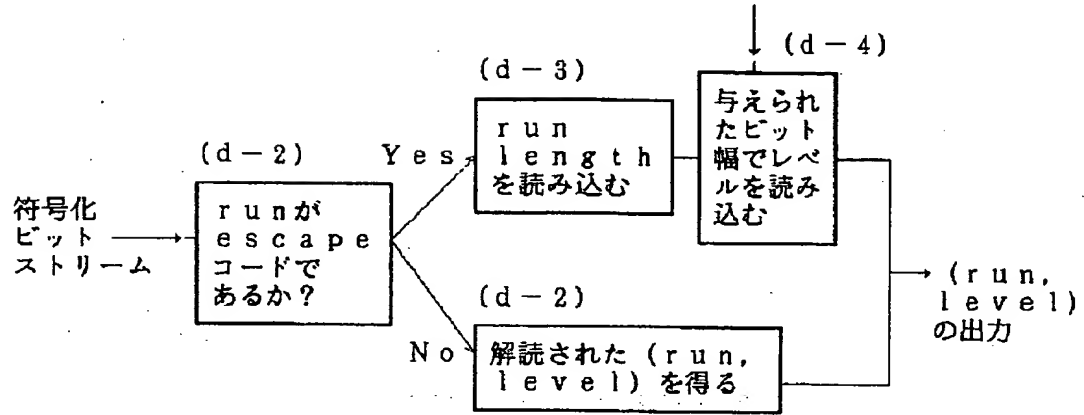 符号化
ビット
ストリーム
(d-2)
runが
escape
コードで
あるか?
Yes
(d-3)
run
length
を読み込む
(d-4)
与えられ
たビット
幅でレベ
ルを読み
込む
No
(d-2)
解読された(run,
level)を得る
(run,
level)
の出力